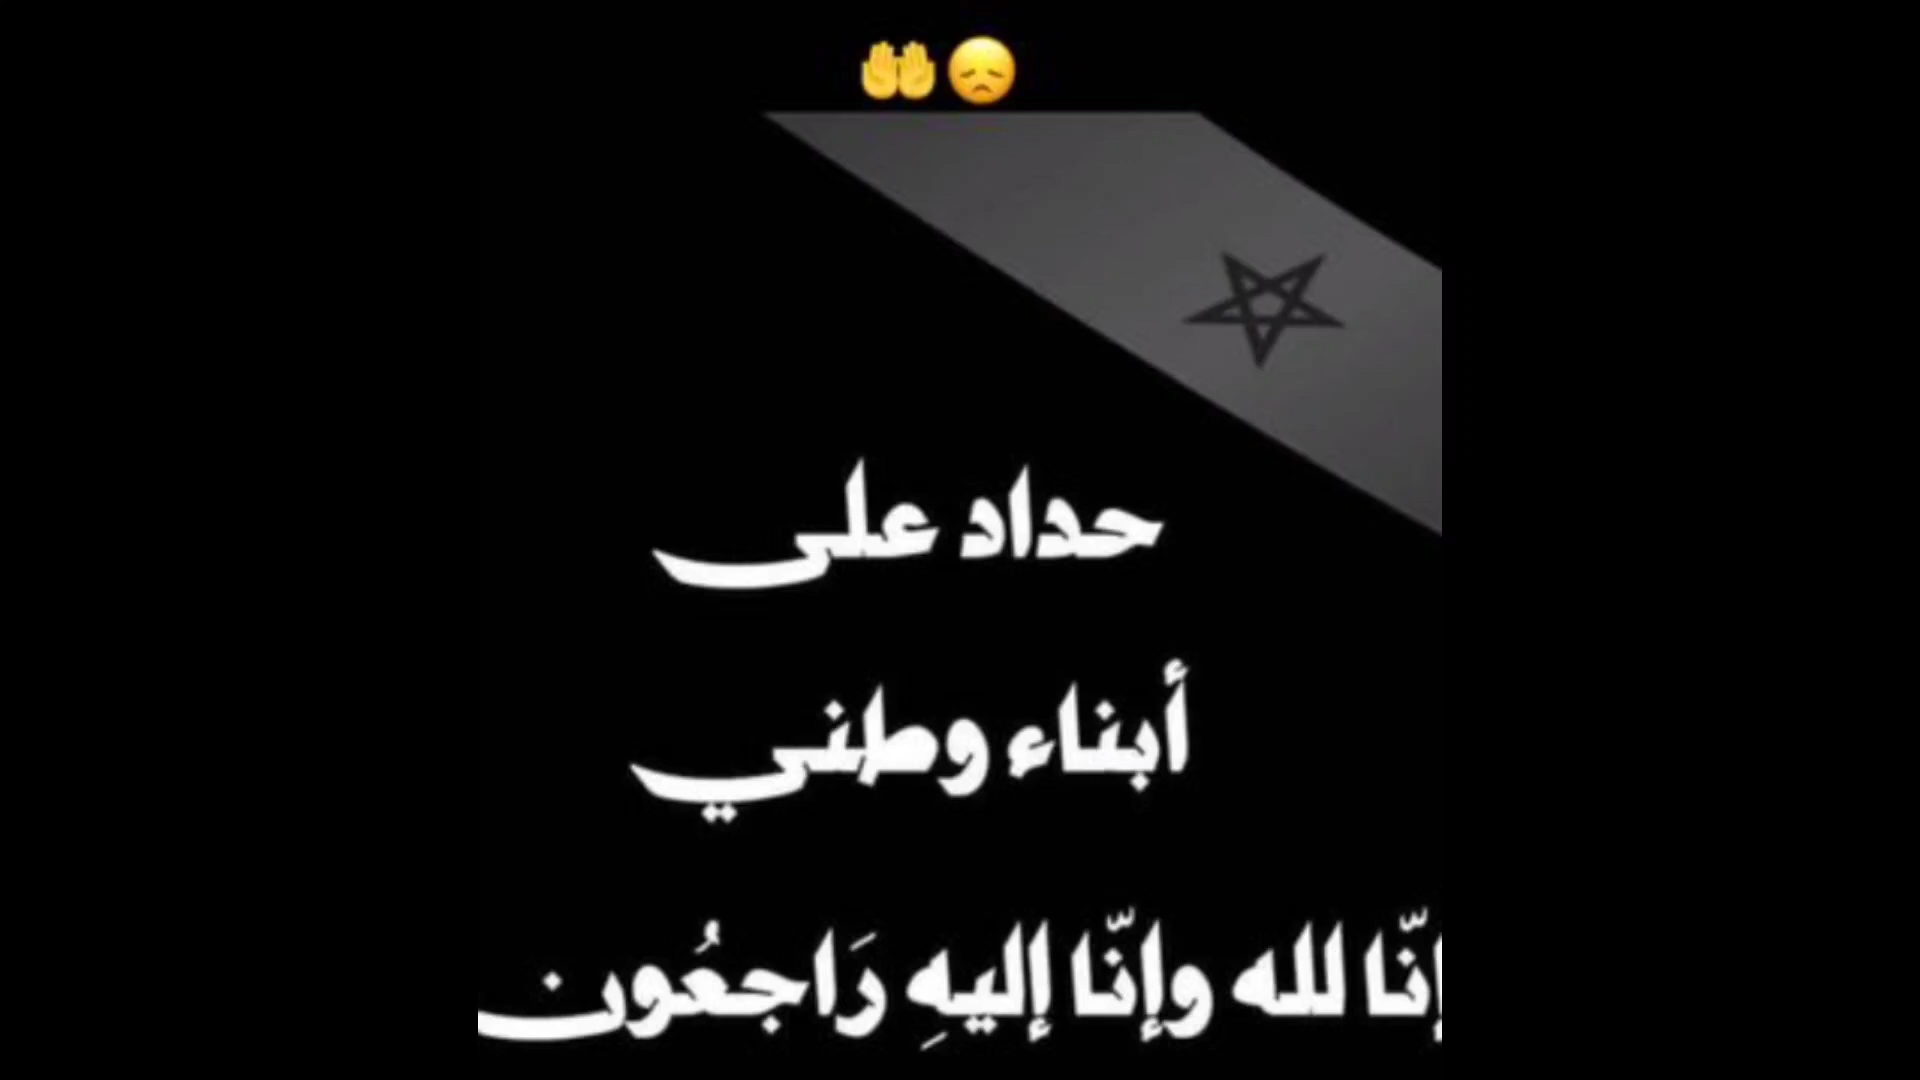 🤲😞
حداد على
أبناء وطني
إنّا لله وإنّا إليهِ رَاجعُون